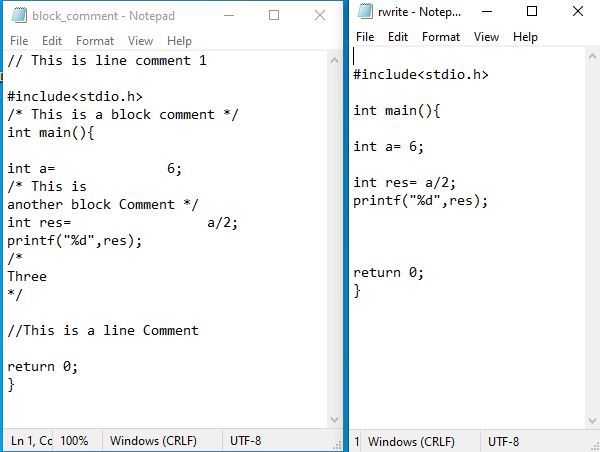 block_comment - Notepad
File Edit Format View Help
// This is line comment 1
#include<stdio.h>
/* This is a block comment */
int main(){
int a= 6;
/* This is
another block Comment */
int res= a/2;
printf("%d",res);
/*
Three
*/
//This is a line Comment
return 0;
}
Ln 1, Cc 100% Windows (CRLF) UTF-8
rwrite - Notep...
File Edit Format View Help
#include<stdio.h>
int main(){
int a= 6;
int res= a/2;
printf("%d",res);
return 0;
}
1 Windows (CRLF) UTF-8